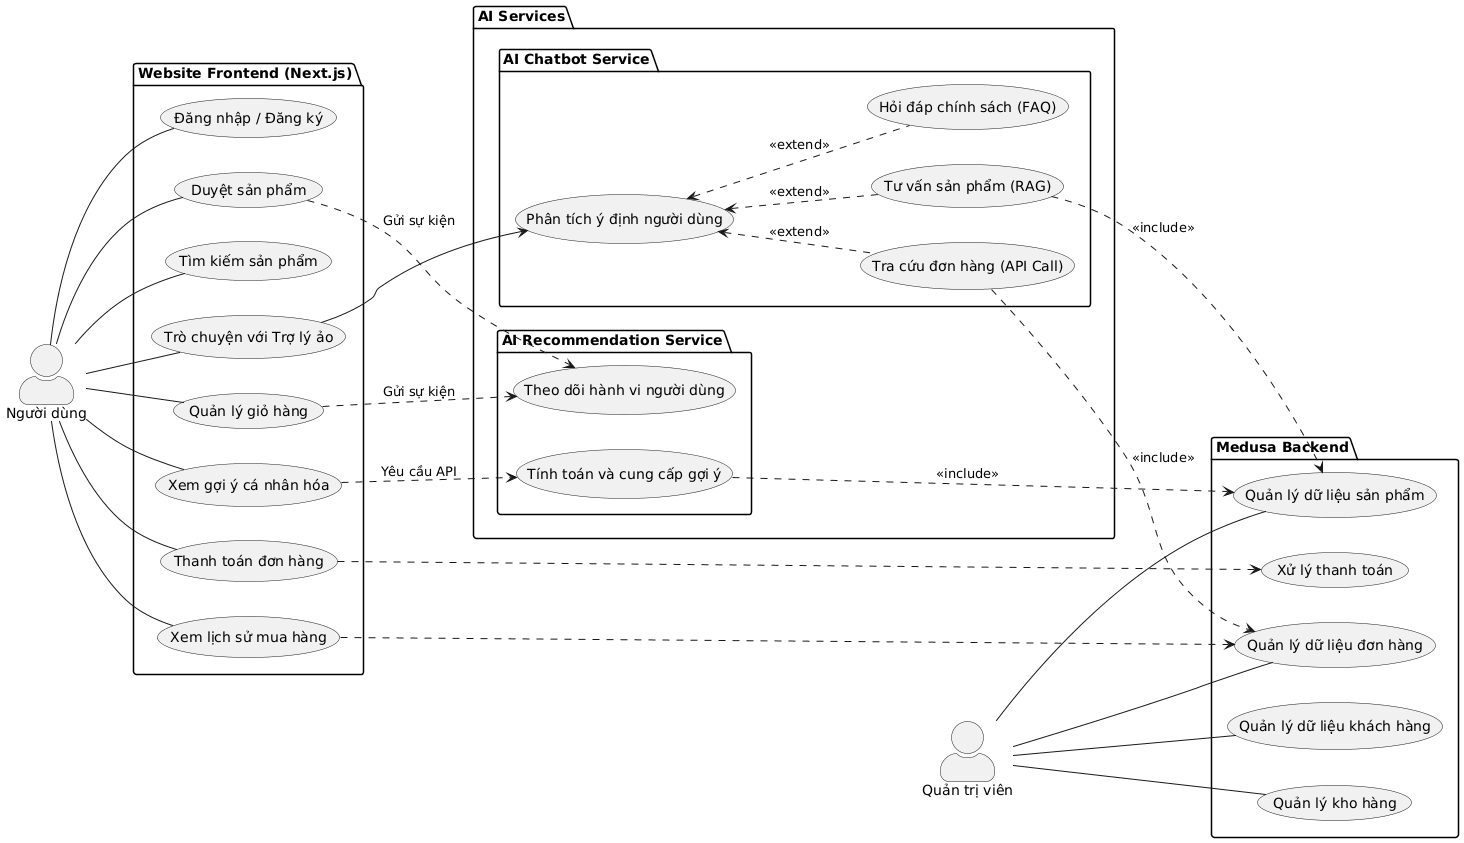 AI Services
AI Chatbot Service
Website Frontend (Next.js)
Hỏi đáp chính sách (FAQ)
Đăng nhập / Đăng ký
«extend»
Duyệt sản phẩm
Tư vấn sản phẩm (RAG)
«extend»
Gửi sự kiện
Phân tích ý định người dùng
«include»
«extend»
Tìm kiếm sản phẩm
Tra cứu đơn hàng (API Call)
Trò chuyện với Trợ lý ảo
AI Recommendation Service
Gửi sự kiện
Theo dõi hành vi người dùng
Người dùng
Quản lý giỏ hàng
Medusa Backend
«include»
Yêu cầu API
Tính toán và cung cấp gợi ý
«include»
Xem gợi ý cá nhân hóa
Quản lý dữ liệu sản phẩm
Thanh toán đơn hàng
Xử lý thanh toán
Xem lịch sử mua hàng
Quản lý dữ liệu đơn hàng
Quản lý dữ liệu khách hàng
Quản trị viên
Quản lý kho hàng